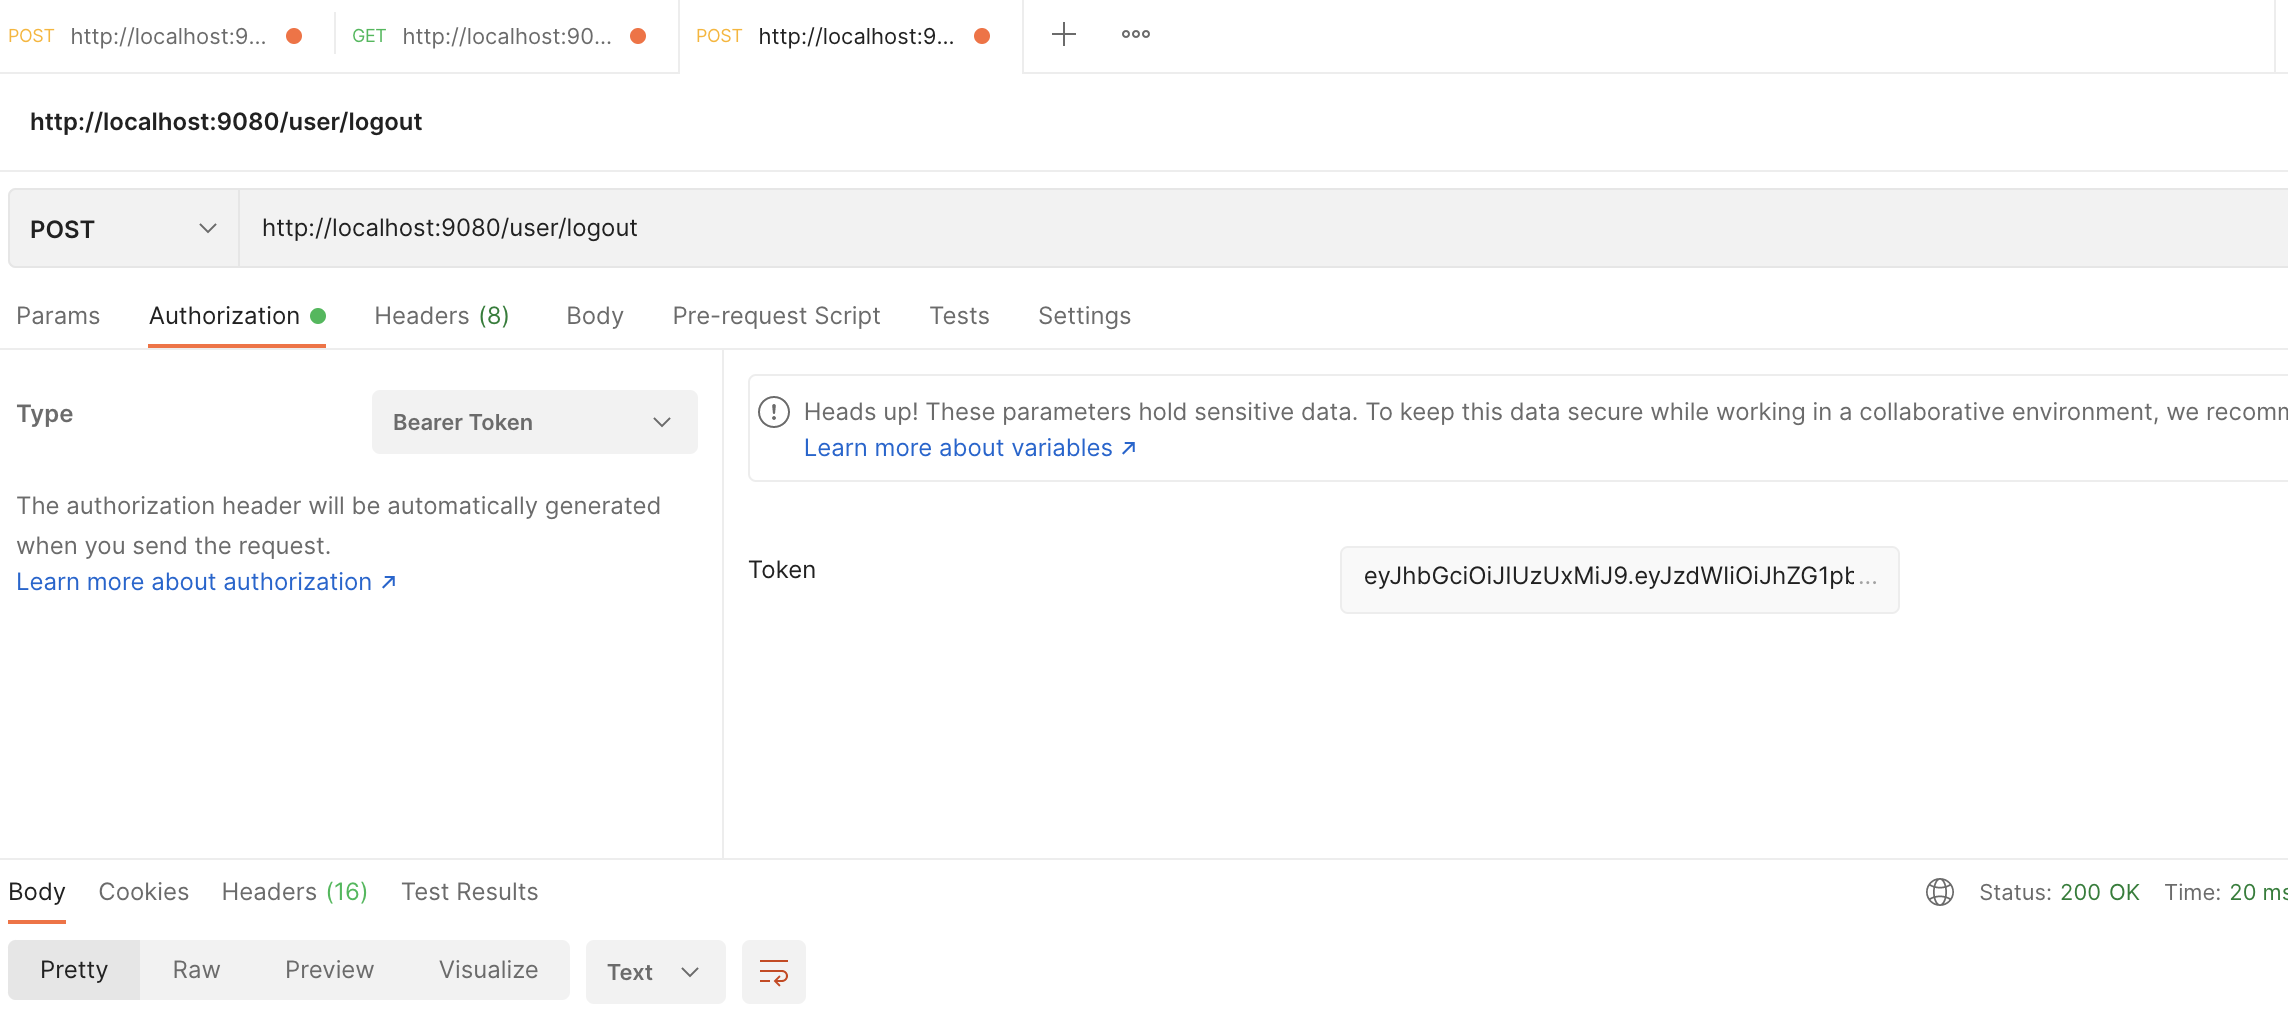 POST http://localhost:9... GET http://localhost:90... POST http://localhost:9...
http://localhost:9080/user/logout
POST http://localhost:9080/user/logout
Params Authorization Headers (8) Body Pre-request Script Tests Settings
Type Bearer Token
The authorization header will be automatically generated
when you send the request.
Learn more about authorization ↗
Heads up! These parameters hold sensitive data. To keep this data secure while working in a collaborative environment, we recomm
Learn more about variables ↗
Token eyJhbGciOiJIUzUxMiJ9.eyJzdWIiOiJhZG1pb...
Body Cookies Headers (16) Test Results Status: 200 OK Time: 20 ms
Pretty Raw Preview Visualize Text